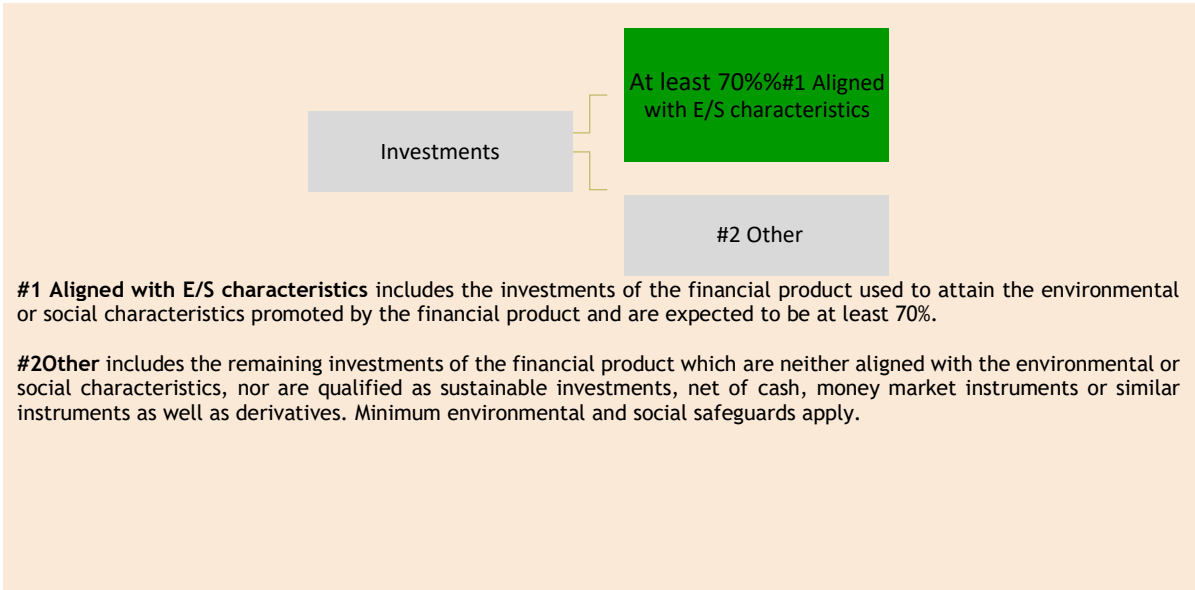 At least 70%%#1 Aligned
with E/S characteristics
Investments
#2 Other
#1 Aligned with E/S characteristics includes the investments of the financial product used to attain the environmental
or social characteristics promoted by the financial product and are expected to be at least 70%.
#2Other includes the remaining investments of the financial product which are neither aligned with the environmental or
social characteristics, nor are qualified as sustainable investments, net of cash, money market instruments or similar
instruments as well as derivatives. Minimum environmental and social safeguards apply.